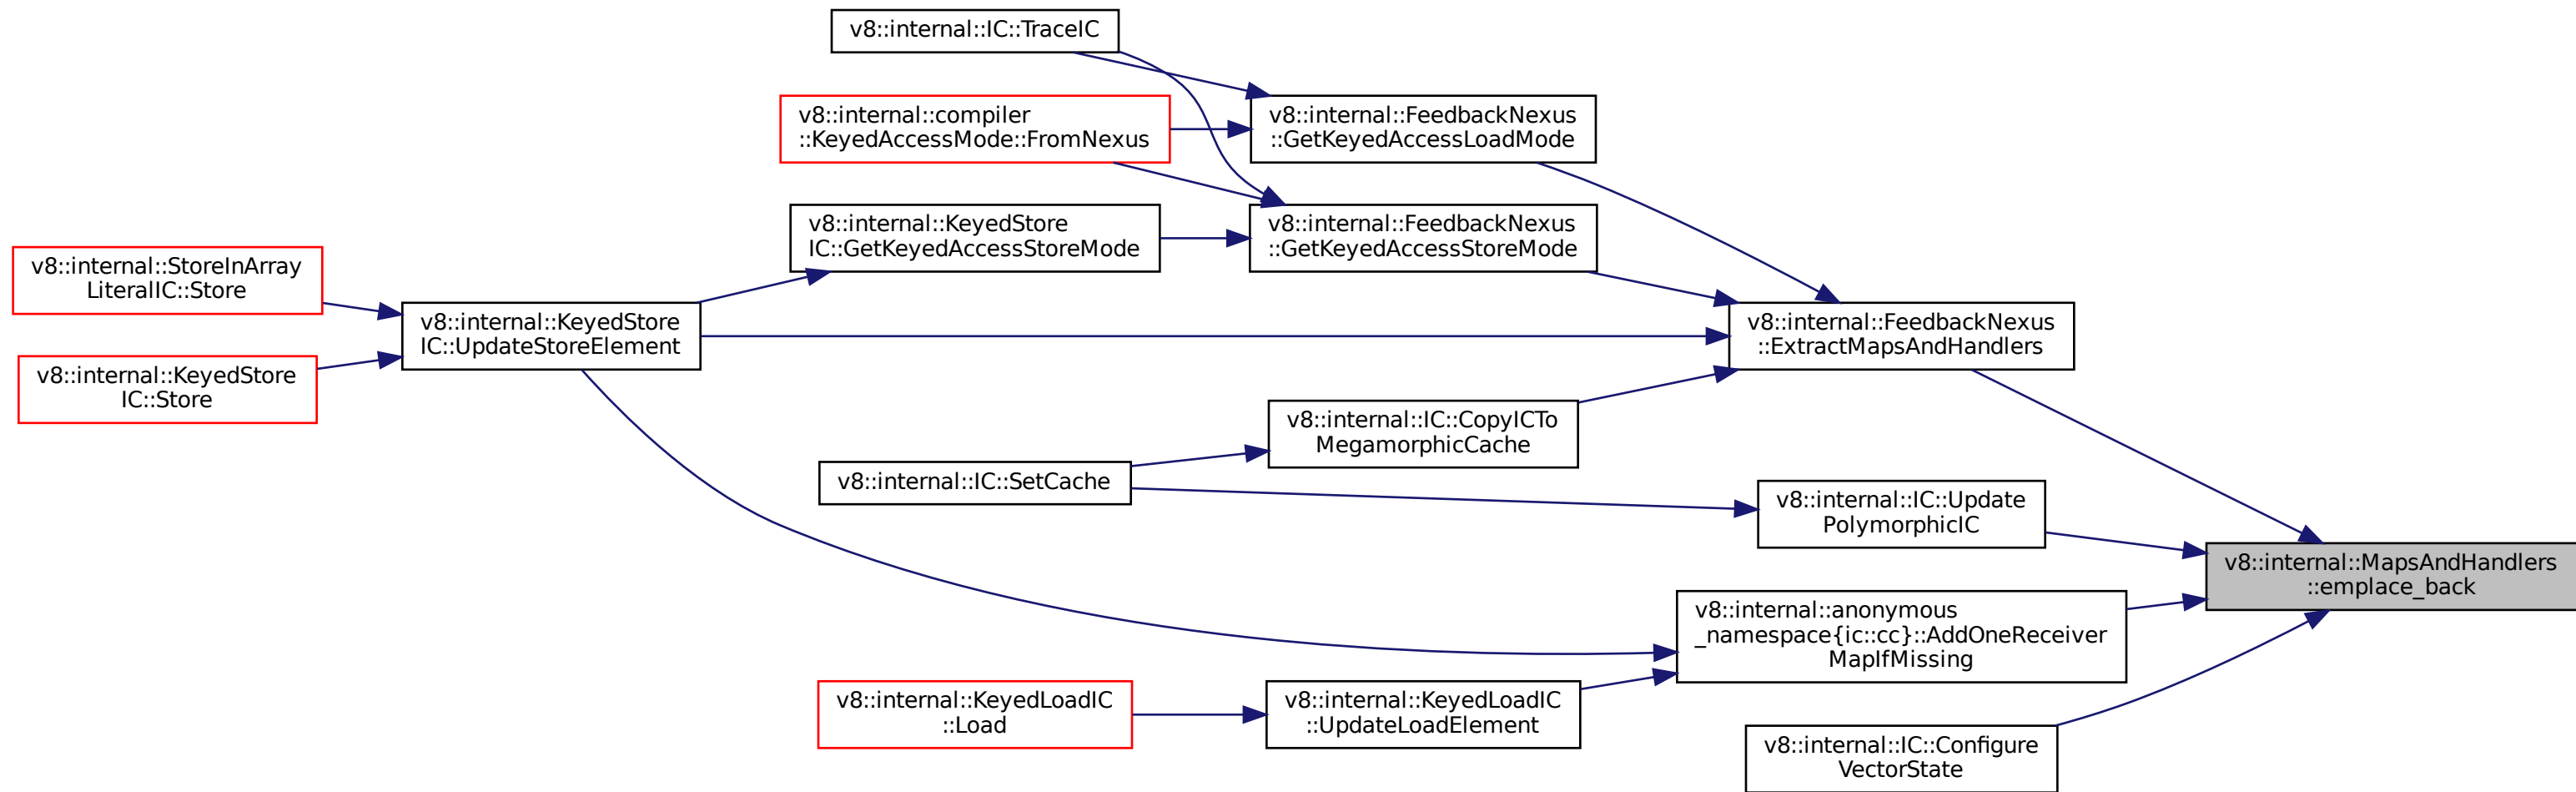 v8::internal::IC::TraceIC
v8::internal::compiler
::KeyedAccessMode::FromNexus
v8::internal::FeedbackNexus
::GetKeyedAccessLoadMode
v8::internal::KeyedStore
IC::GetKeyedAccessStoreMode
v8::internal::FeedbackNexus
::GetKeyedAccessStoreMode
v8::internal::StoreInArray
LiteralIC::Store
v8::internal::KeyedStore
IC::UpdateStoreElement
v8::internal::FeedbackNexus
::ExtractMapsAndHandlers
v8::internal::KeyedStore
IC::Store
v8::internal::IC::CopyICTo
MegamorphicCache
v8::internal::IC::SetCache
v8::internal::IC::Update
PolymorphicIC
v8::internal::MapsAndHandlers
::emplace_back
v8::internal::anonymous
_namespace{ic::cc}::AddOneReceiver
MapIfMissing
v8::internal::KeyedLoadIC
::Load
v8::internal::KeyedLoadIC
::UpdateLoadElement
v8::internal::IC::Configure
VectorState